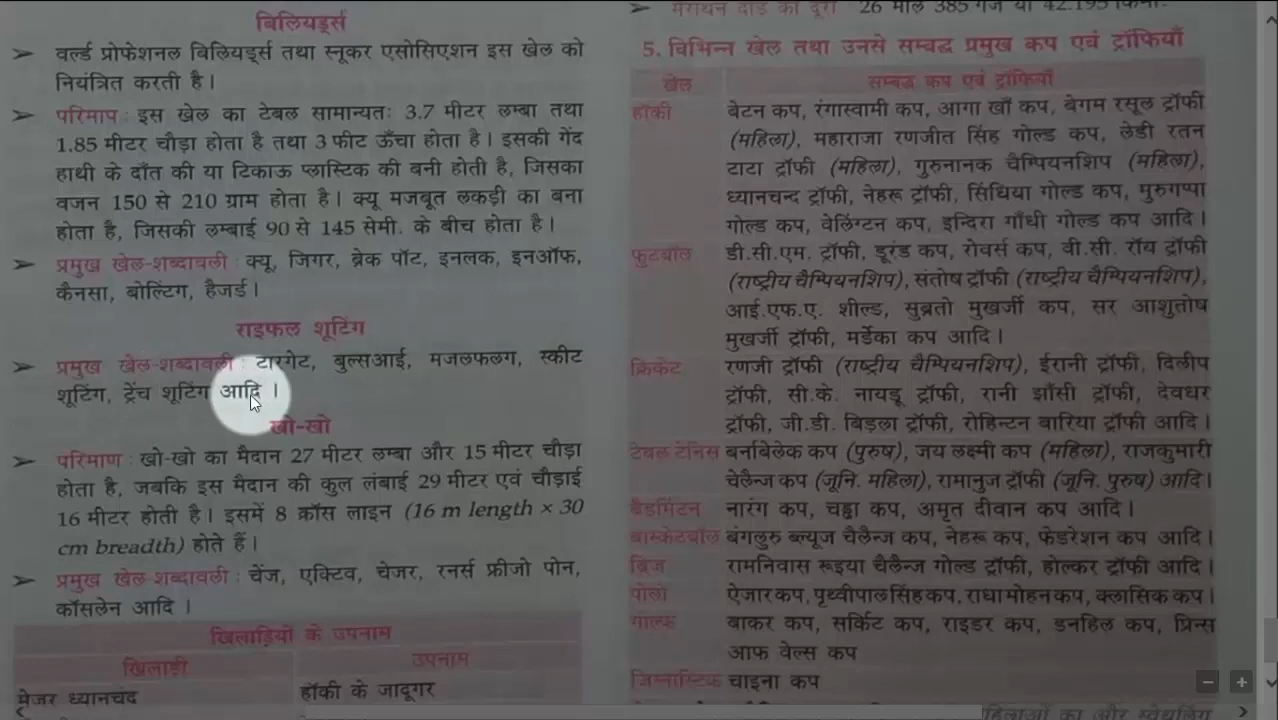 बिलियर्ड्स
➢ वर्ल्ड प्रोफेशनल बिलियर्ड्स तथा स्नूकर एसोसिएशन इस खेल को
नियंत्रित करती है।
➢ परिमाप : इस खेल का टेबल सामान्यतः 3.7 मीटर लम्बा तथा
1.85 मीटर चौड़ा होता है तथा 3 फीट ऊँचा होता है। इसकी गेंद
हाथी के दाँत की या टिकाऊ प्लास्टिक की बनी होती है, जिसका
वजन 150 से 210 ग्राम होता है। क्यू मजबूत लकड़ी का बना
होता है, जिसकी लम्बाई 90 से 145 सेमी. के बीच होता है।
➢ प्रमुख खेल-शब्दावली : क्यू, जिगर, ब्रेक पॉट, इनलक, इनऑफ,
कैनसा, बोल्टिंग, हैजर्ड।
राइफल शूटिंग
➢ प्रमुख खेल-शब्दावली : टारगेट, बुल्सआई, मजलफलग, स्कीट
शूटिंग, ट्रेंच शूटिंग आदि ।
खो-खो
➢ परिमाण : खो-खो का मैदान 27 मीटर लम्बा और 15 मीटर चौड़ा
होता है, जबकि इस मैदान की कुल लंबाई 29 मीटर एवं चौड़ाई
16 मीटर होती है। इसमें 8 क्रॉस लाइन (16 m length × 30
cm breadth) होते हैं।
➢ प्रमुख खेल-शब्दावली : चेंज, एक्टिव, चेजर, रनर्स फ्रीजो पोन,
कॉसलेन आदि ।
खिलाड़ियों के उपनाम
खिलाड़ी उपनाम
मेजर ध्यानचंद हॉकी के जादूगर
26 मील 385 गज या 42.195
5. विभिन्न खेल तथा उनसे सम्बद्ध प्रमुख कप एवं ट्रॉफियाँ
खेल सम्बद्ध कप एवं ट्रॉफियाँ
हॉकी बेटन कप, रंगास्वामी कप, आगा खाँ कप, बेगम रसूल ट्रॉफी
(महिला), महाराजा रणजीत सिंह गोल्ड कप, लेडी रतन
टाटा ट्रॉफी (महिला), गुरुनानक चैम्पियनशिप (महिला),
ध्यानचन्द ट्रॉफी, नेहरू ट्रॉफी, सिंधिया गोल्ड कप, मुरुगप्पा
गोल्ड कप, वेलिंग्टन कप, इन्दिरा गाँधी गोल्ड कप आदि।
फुटबॉल डी.सी.एम. ट्रॉफी, डूरंड कप, रोवर्स कप, वी.सी. रॉय ट्रॉफी
(राष्ट्रीय चैम्पियनशिप), संतोष ट्रॉफी (राष्ट्रीय चैम्पियनशिप),
आई.एफ.ए. शील्ड, सुब्रतो मुखर्जी कप, सर आशुतोष
मुखर्जी ट्रॉफी, मर्डेका कप आदि।
क्रिकेट रणजी ट्रॉफी (राष्ट्रीय चैम्पियनशिप), ईरानी ट्रॉफी, दिलीप
ट्रॉफी, सी.के. नायडू ट्रॉफी, रानी झाँसी ट्रॉफी, देवधर
ट्रॉफी, जी.डी. बिड़ला ट्रॉफी, रोहिन्टन बारिया ट्रॉफी आदि।
टेबल टेनिस बर्नाबेलेक कप (पुरुष), जय लक्ष्मी कप (महिला), राजकुमारी
चेलैन्ज कप (जूनि. महिला), रामानुज ट्रॉफी (जूनि. पुरुष) आदि।
बैडमिंटन नारंग कप, चड्ढा कप, अमृत दीवान कप आदि।
बास्केटबॉल बंगलुरु ब्ल्यूज चैलेन्ज कप, नेहरू कप, फेडरेशन कप आदि।
ब्रिज रामनिवास रूइया चैलेन्ज गोल्ड ट्रॉफी, होल्कर ट्रॉफी आदि।
पोलो ऐजार कप, पृथ्वीपाल सिंह कप, राधा मोहन कप, क्लासिक कप।
गोल्फ बाकर कप, सर्किट कप, राइडर कप, डनहिल कप, प्रिन्स
आफ वेल्स कप
जिम्नास्टिक चाइना कप